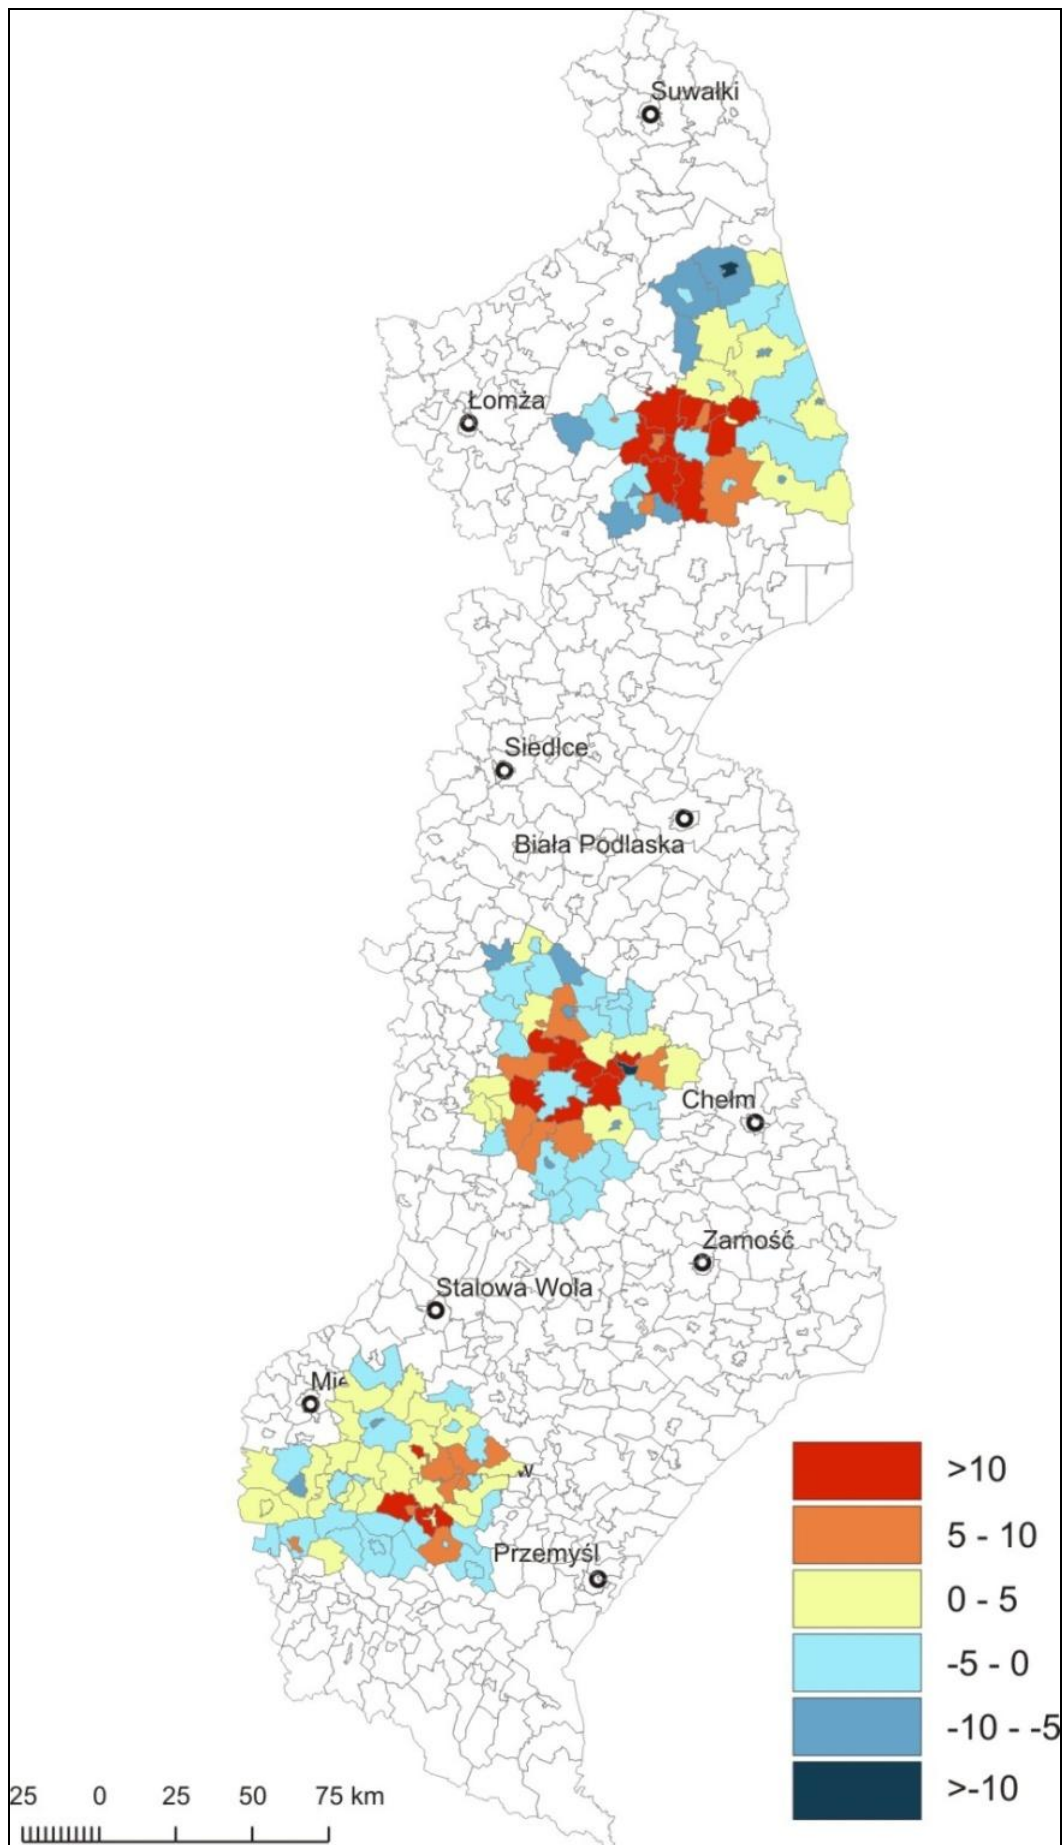 Suwałki
Łomża
Siedlce
Biała Podlaska
Chełm
Zamość
Stalowa Wola
Mie
w
Przemyśl
>10
5 - 10
0 - 5
-5 - 0
-10 - -5
>-10
25 0 25 50 75 km